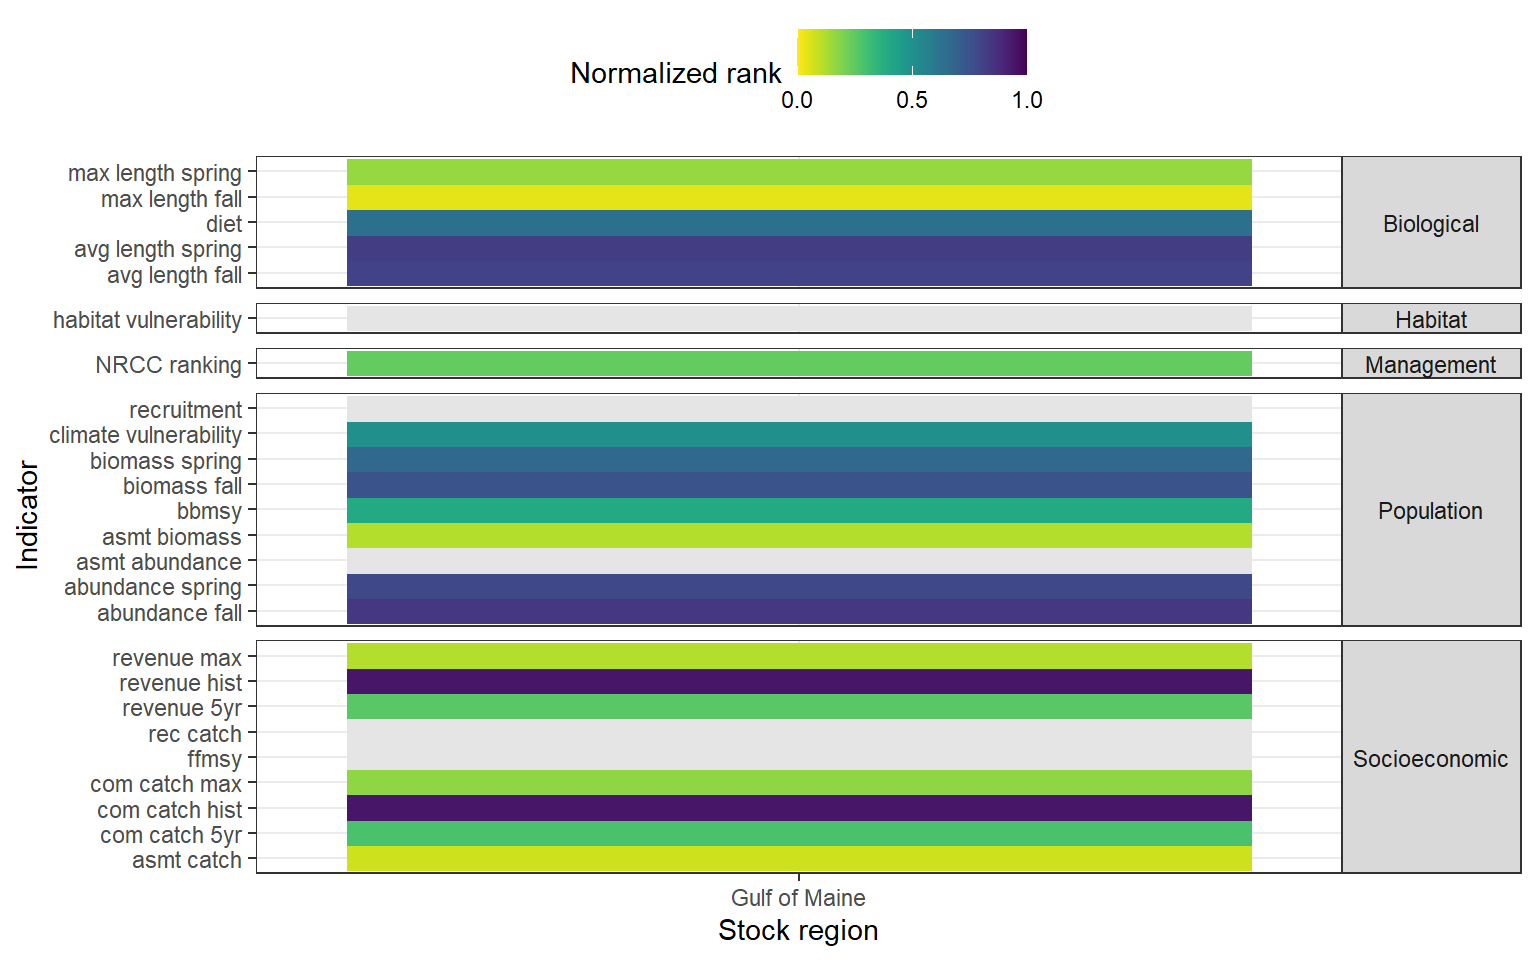 Normalized rank
0.0 0.5 1.0
max length spring
max length fall
diet
avg length spring
avg length fall
Biological
habitat vulnerability
Habitat
NRCC ranking
Management
recruitment
climate vulnerability
biomass spring
biomass fall
bbmsy
asmt biomass
asmt abundance
abundance spring
abundance fall
Population
revenue max
revenue hist
revenue 5yr
rec catch
ffmsy
com catch max
com catch hist
com catch 5yr
asmt catch
Socioeconomic
Indicator
Gulf of Maine
Stock region